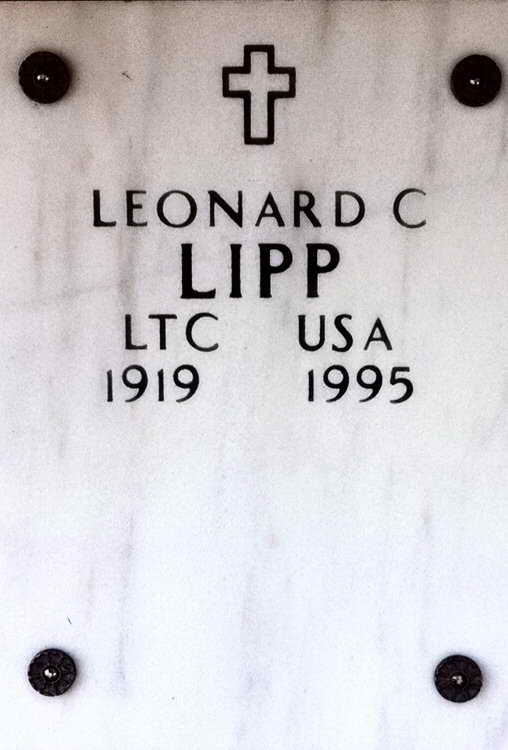 LEONARD C
LIPP
LTC USA
1919 1995